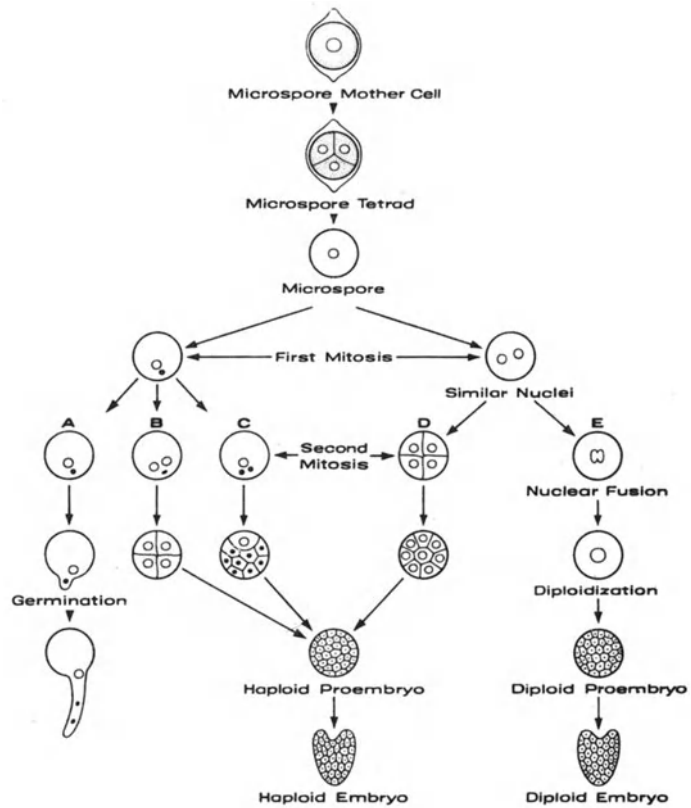 Microspore Mother Cell
Microspore Tetrad
Microspore
First Mitosis
Similar Nuclei
A
B
C
D
E
Second
Mitosis
Nuclear Fusion
Germination
Diploidization
Haploid Proembryo
Diploid Proembryo
Haploid Embryo
Diploid Embryo